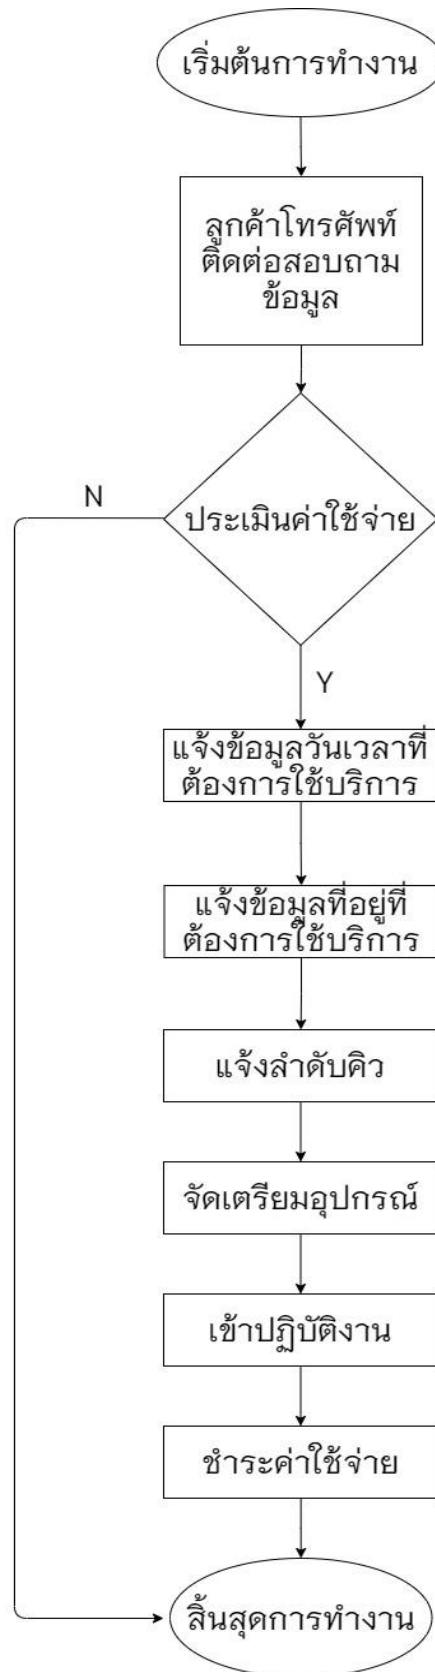 เริ่มต้นการทำงาน
ลูกค้าโทรศัพท์
ติดต่อสอบถาม
ข้อมูล
ประเมินค่าใช้จ่าย
N
Y
แจ้งข้อมูลวันเวลาที่
ต้องการใช้บริการ
แจ้งข้อมูลที่อยู่ที่
ต้องการใช้บริการ
แจ้งลำดับคิว
จัดเตรียมอุปกรณ์
เข้าปฏิบัติงาน
ชำระค่าใช้จ่าย
สิ้นสุดการทำงาน